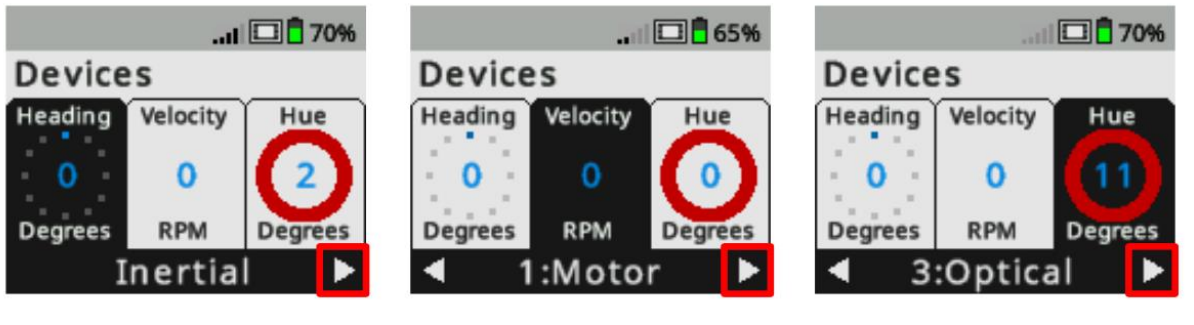 70%
Devices
Heading Velocity Hue
0 0 2
Degrees RPM Degrees
Inertial
65%
Devices
Heading Velocity Hue
0 0 0
Degrees RPM Degrees
1:Motor
70%
Devices
Heading Velocity Hue
0 0 11
Degrees RPM Degrees
3:Optical